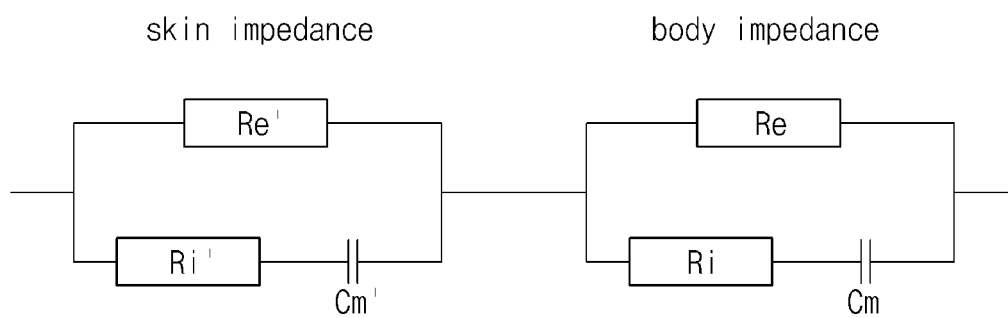 skin impedance
body impedance
Re'
Re
Ri'
Ri
Cm'
Cm